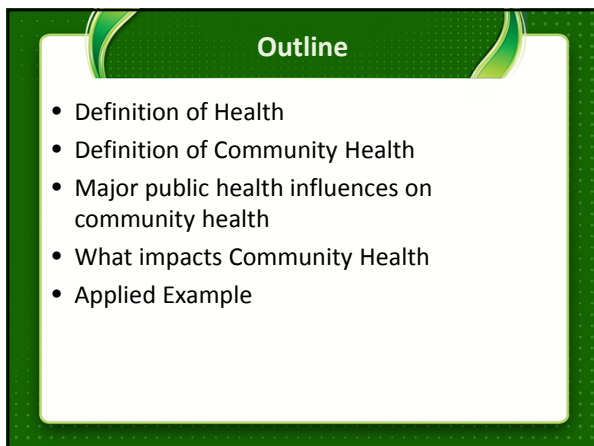 Outline
• Definition of Health
• Definition of Community Health
• Major public health influences on
community health
• What impacts Community Health
• Applied Example